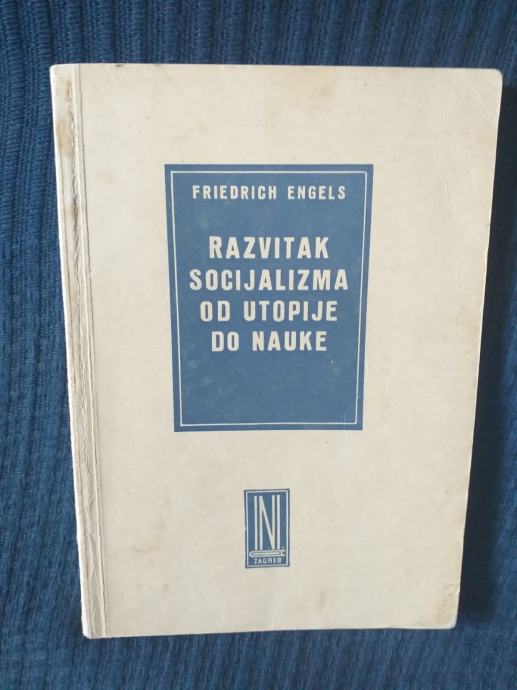 FRIEDRICH ENGELS
RAZVITAK
SOCIJALIZMA
OD UTOPIJE
DO NAUKE
N
ZAGREB